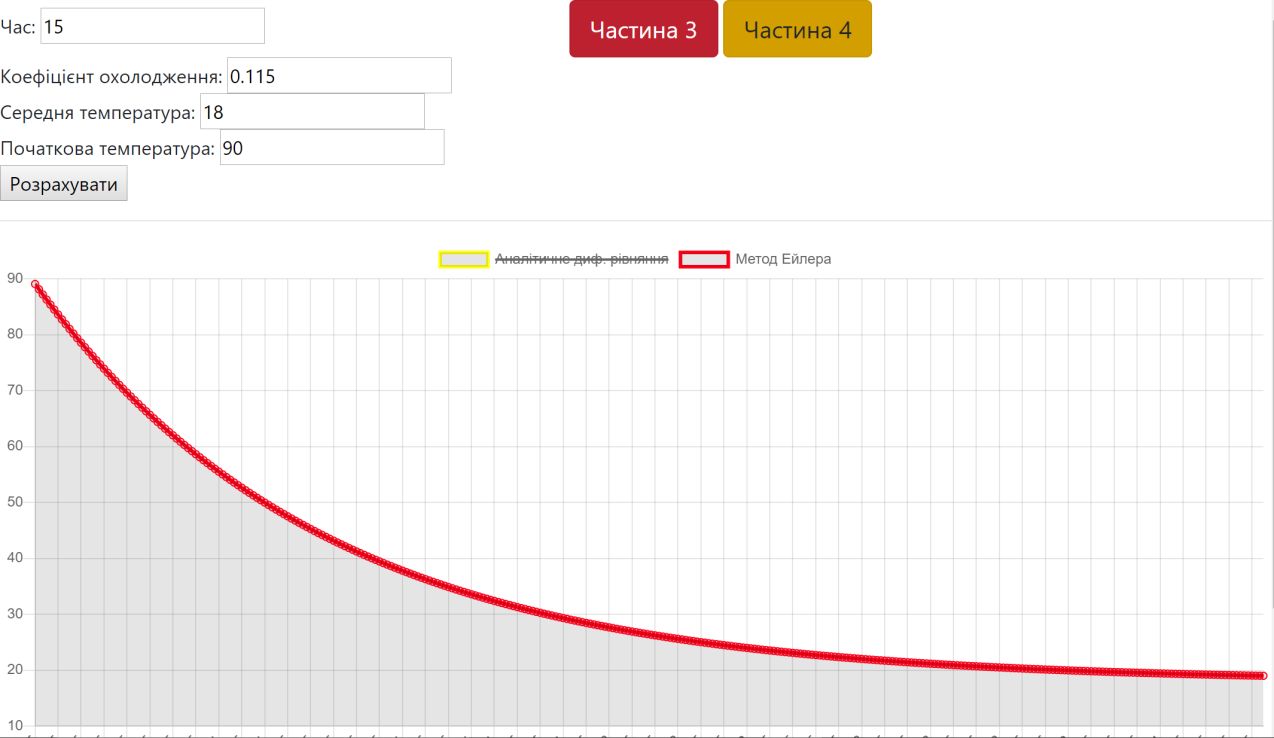 Час: 15
Частина 3 Частина 4
Коефіцієнт охолодження: 0.115
Середня температура: 18
Початкова температура: 90
Розрахувати
Аналітичне диф. рівняння Метод Ейлера
90
80
70
60
50
40
30
20
10